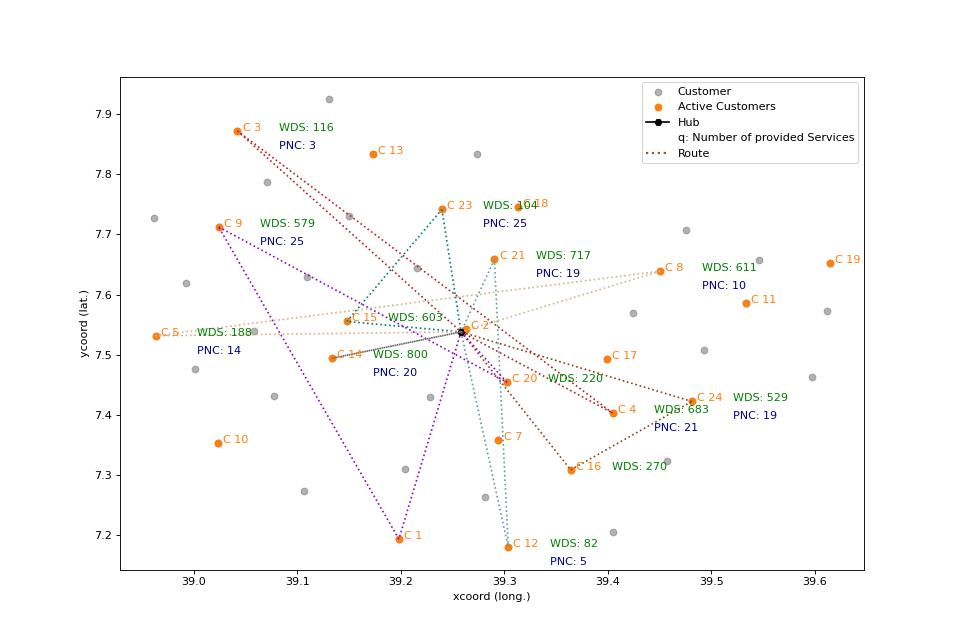 Customer
Active Customers
Hub
q: Number of provided Services
Route
7.9
7.8
7.7
7.6
7.5
7.4
7.3
7.2
ycoord (lat.)
39.0
39.1
39.2
39.3
39.4
39.5
39.6
xcoord (long.)
C 3 WDS: 116
PNC: 3
C 13
C 23 WDS: 104
PNC: 25
C 18
C 9 WDS: 579
PNC: 25
C 21 WDS: 717
PNC: 19
C 8 WDS: 611
PNC: 10
C 19
C 11
C 5 WDS: 188
PNC: 14
C 15 WDS: 603
C 2
C 14 WDS: 800
PNC: 20
C 17
C 20 WDS: 220
C 24 WDS: 529
PNC: 19
C 4 WDS: 683
PNC: 21
C 10
C 7
C 16 WDS: 270
C 1
C 12 WDS: 82
PNC: 5